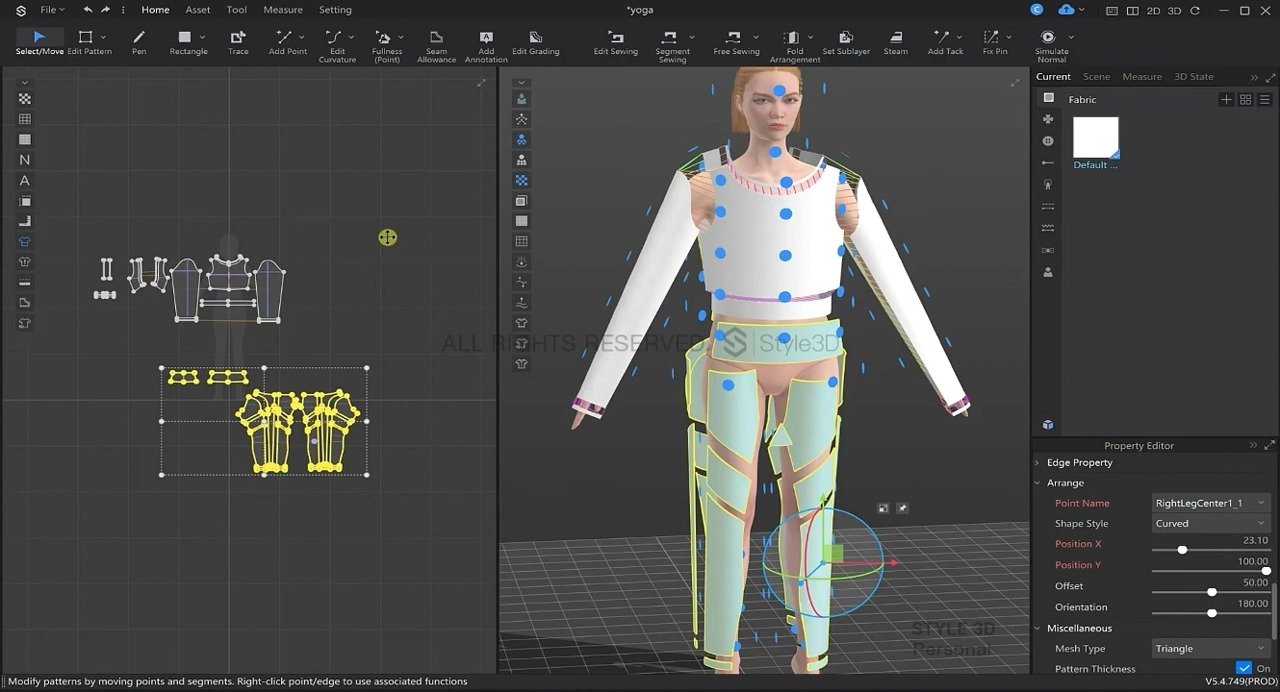 File
Home
Asset
Tool
Measure
Setting
*yoga
C
2D
3D
Select/Move
Edit Pattern
Pen
Rectangle
Trace
Add Point
Edit Curvature
Fullness (Point)
Seam Allowance
Add Annotation
Edit Grading
Edit Sewing
Segment Sewing
Free Sewing
Fold Arrangement
Set Sublayer
Steam
Add Tack
Fix Pin
Simulate Normal
Current
Scene
Measure
3D State
Fabric
Default ...
N
A
ALL RIGHTS RESERVED
Style3D
STYLE 3D
Personal
Property Editor
Edge Property
Arrange
Point Name
RightLegCenter1_1
Shape Style
Curved
Position X
23.10
Position Y
100.00
Offset
50.00
Orientation
180.00
Miscellaneous
Mesh Type
Triangle
Pattern Thickness
On
Modify patterns by moving points and segments. Right-click point/edge to use associated functions
V5.4.749(PROD)